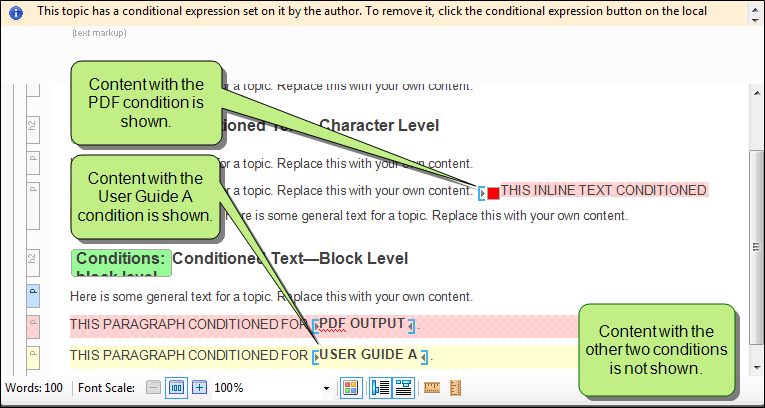 This topic has a conditional expression set on it by the author. To remove it, click the conditional expression button on the local
(text markup)
Content with the
PDF condition is
shown.
r a topic. Replace this with your own content.
h2
tioned Te
Character Level
p
r a topic. Replace this with your own content.
Content with the
User Guide A
condition is shown.
p
r a topic. Replace this with your own content.
THIS INLINE TEXT CONDITIONED
Here is some general text for a topic. Replace this with your own content.
h2
Conditions:
block level
Conditioned Text—Block Level
p
Here is some general text for a topic. Replace this with your own content.
p
THIS PARAGRAPH CONDITIONED FOR PDF OUTPUT .
p
THIS PARAGRAPH CONDITIONED FOR USER GUIDE A .
Content with the
other two conditions
is not shown.
Words: 100 Font Scale: 100 100%